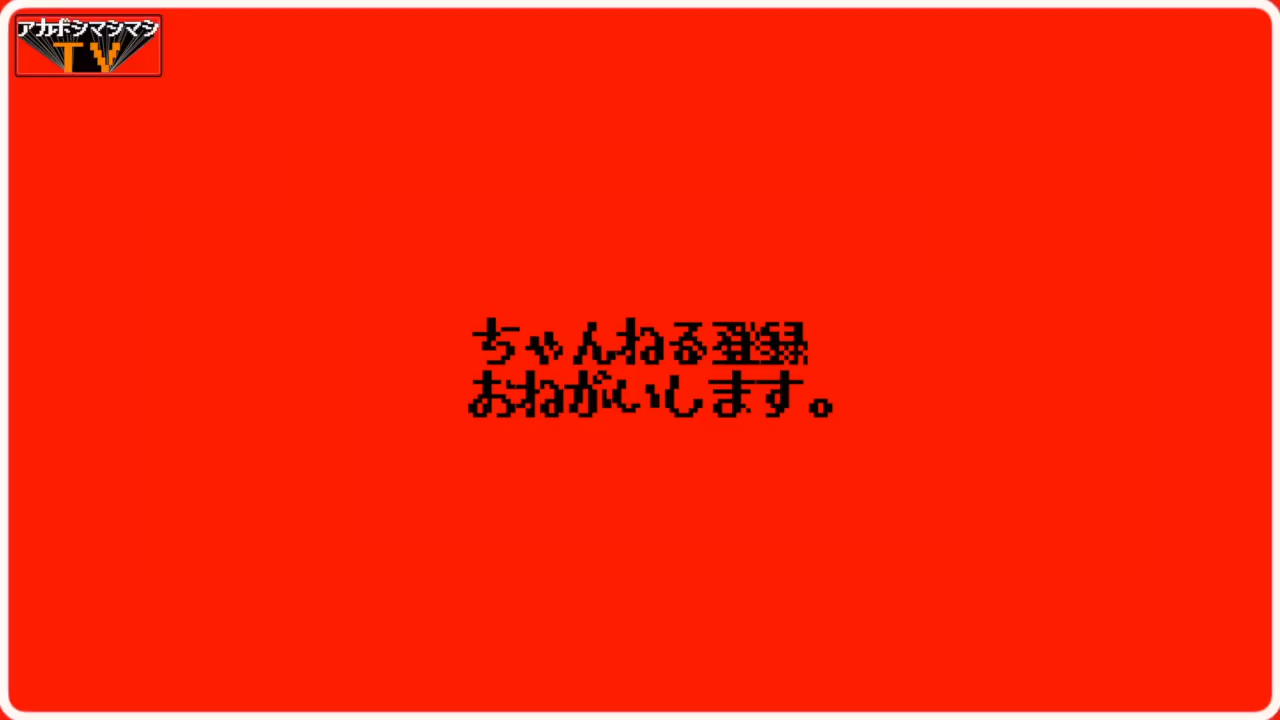 アカボシマシマシ
TV
ちゃんねる登録
おねがいします。